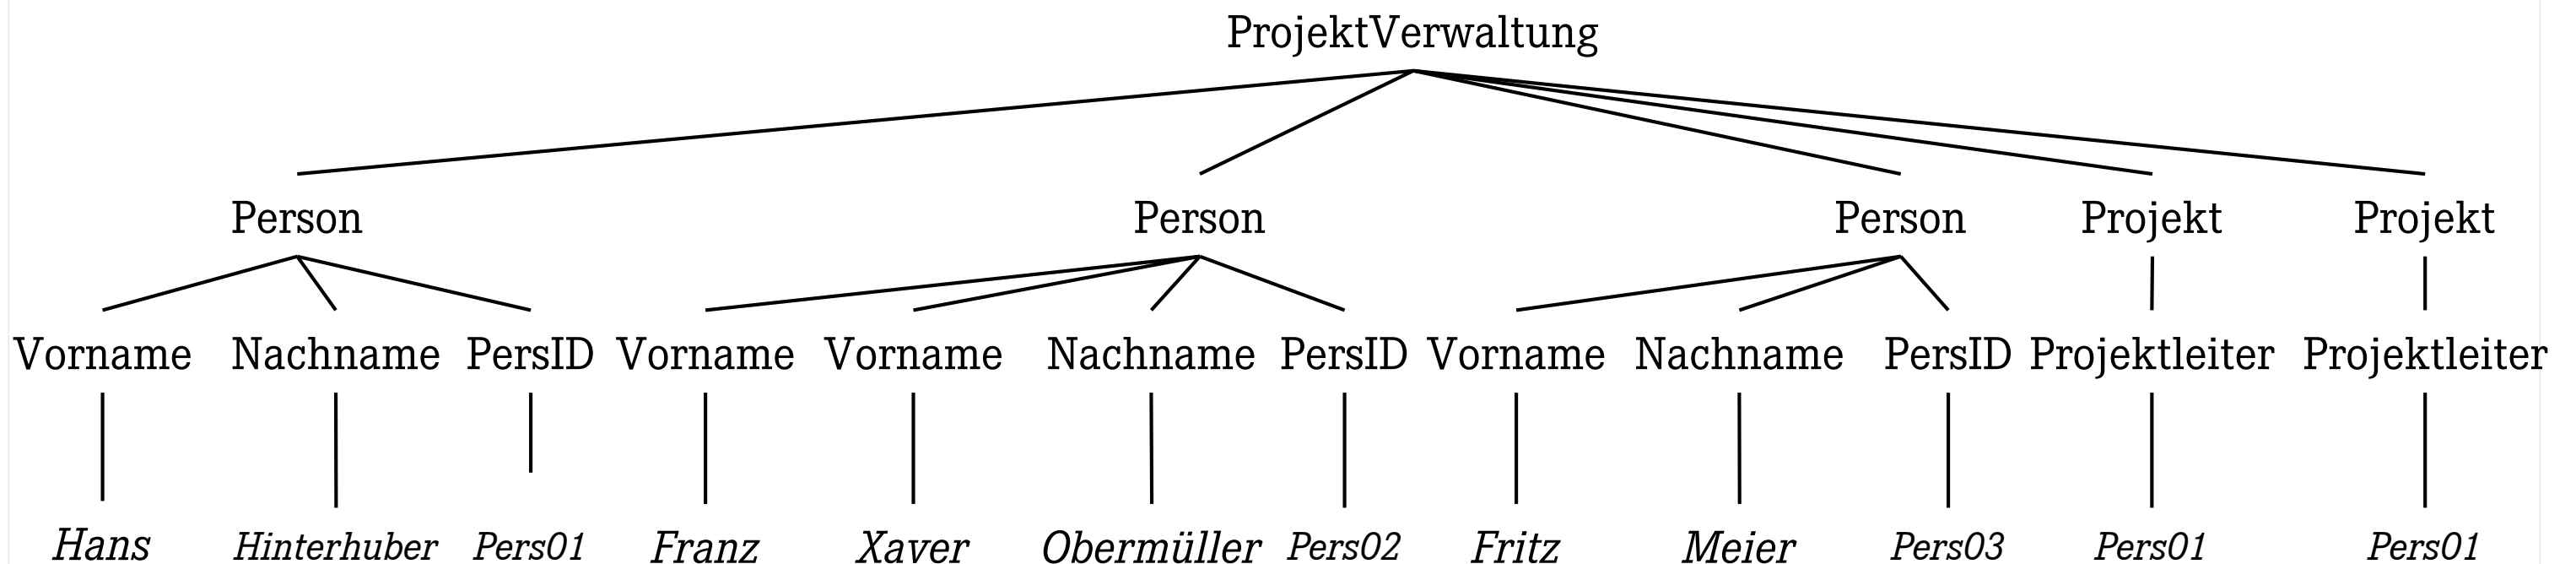 ProjektVerwaltung
Person Person Person Projekt Projekt
Vorname Nachname PersID Vorname Vorname Nachname PersID Vorname Nachname PersID Projektleiter Projektleiter
Hans Hinterhuber Pers01 Franz Xaver Obermüller Pers02 Fritz Meier Pers03 Pers01 Pers01